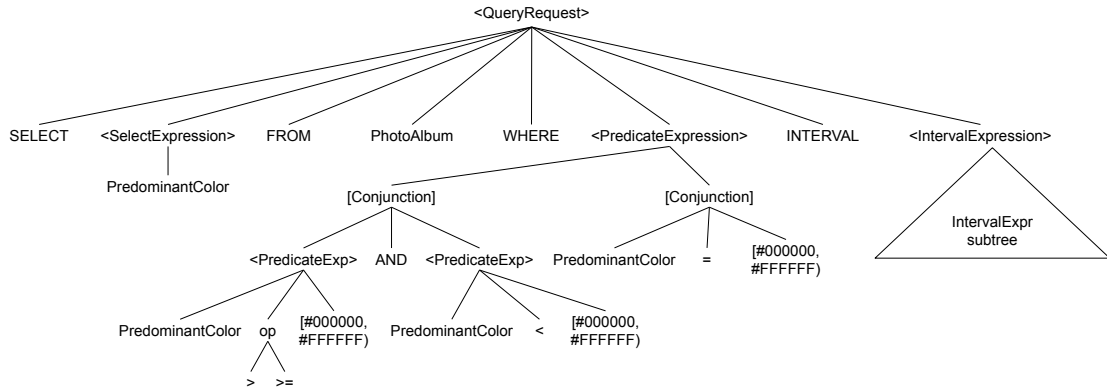 <QueryRequest>
SELECT
<SelectExpression>
FROM
PhotoAlbum
WHERE
<PredicateExpression>
INTERVAL
<IntervalExpression>
PredominantColor
[Conjunction]
[Conjunction]
IntervalExpr
subtree
<PredicateExp>
AND
<PredicateExp>
PredominantColor
=
[#000000,
#FFFFFF)
PredominantColor
op
[#000000,
#FFFFFF)
PredominantColor
<
[#000000,
#FFFFFF)
>
>=